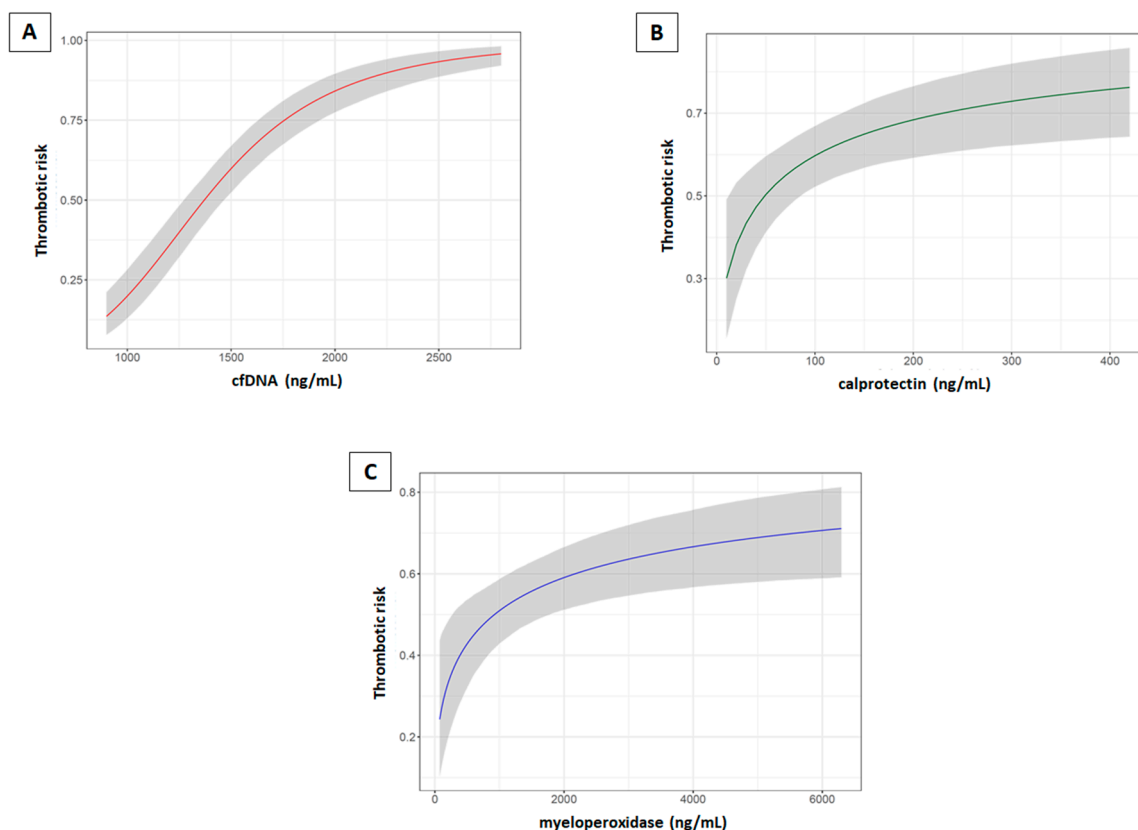 A
1.00
0.75
0.50
0.25
Thrombotic risk
1000 1500 2000 2500
cfDNA (ng/mL)
B
0.7
0.5
0.3
Thrombotic risk
0 100 200 300 400
calprotectin (ng/mL)
C
0.8
0.6
0.4
0.2
Thrombotic risk
0 2000 4000 6000
myeloperoxidase (ng/mL)